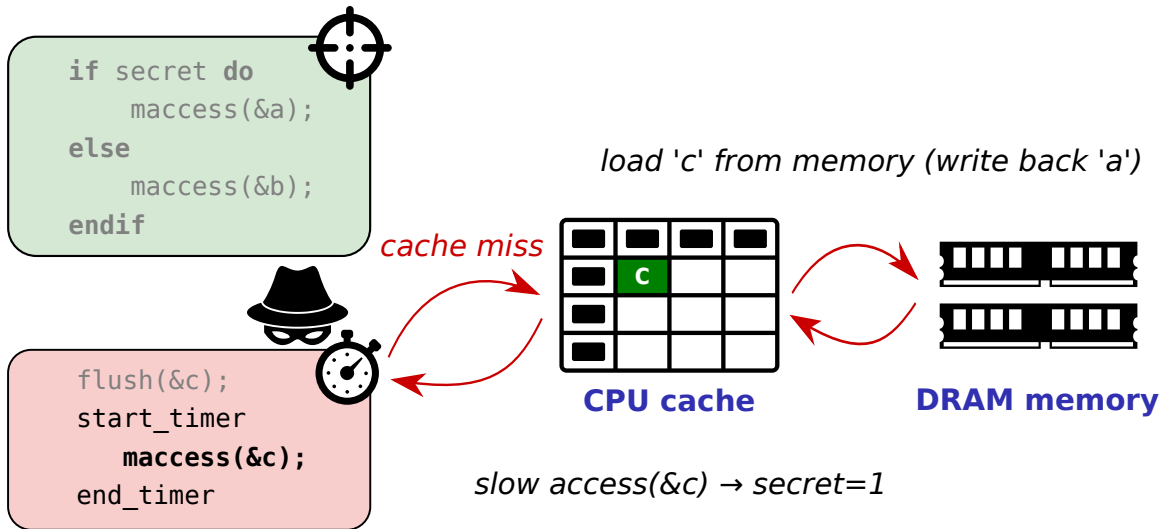 if secret do
maccess(&a);
else
maccess(&b);
endif
load 'c' from memory (write back 'a')
cache miss
C
CPU cache
DRAM memory
flush(&c);
start_timer
maccess(&c);
end_timer
slow access(&c) → secret=1